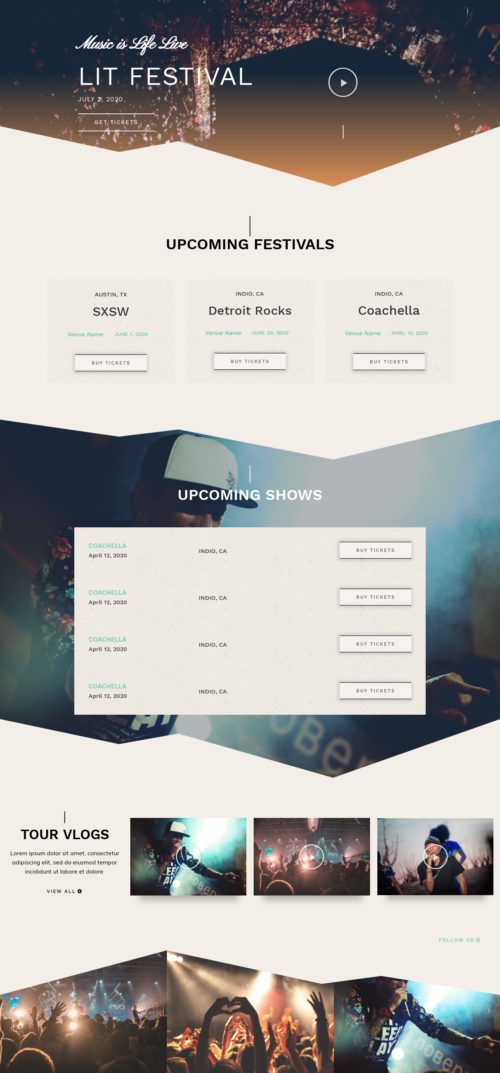 Music is Life Live
LIT FESTIVAL
JULY 2, 2020
GET TICKETS
UPCOMING FESTIVALS
AUSTIN, TX
SXSW
Venue Name JUNE 1, 2020
BUY TICKETS
INDIO, CA
Detroit Rocks
Venue Name JUNE 20, 2020
BUY TICKETS
INDIO, CA
Coachella
Venue Name APRIL 12, 2020
BUY TICKETS
UPCOMING SHOWS
COACHELLA
April 12, 2020
INDIO, CA
BUY TICKETS
COACHELLA
April 12, 2020
INDIO, CA
BUY TICKETS
COACHELLA
April 12, 2020
INDIO, CA
BUY TICKETS
COACHELLA
April 12, 2020
INDIO, CA
BUY TICKETS
TOUR VLOGS
Lorem ipsum dolor sit amet, consectetur
adipiscing elit, sed do eiusmod tempor
incididunt ut labore et dolore.
VIEW ALL
FOLLOW US